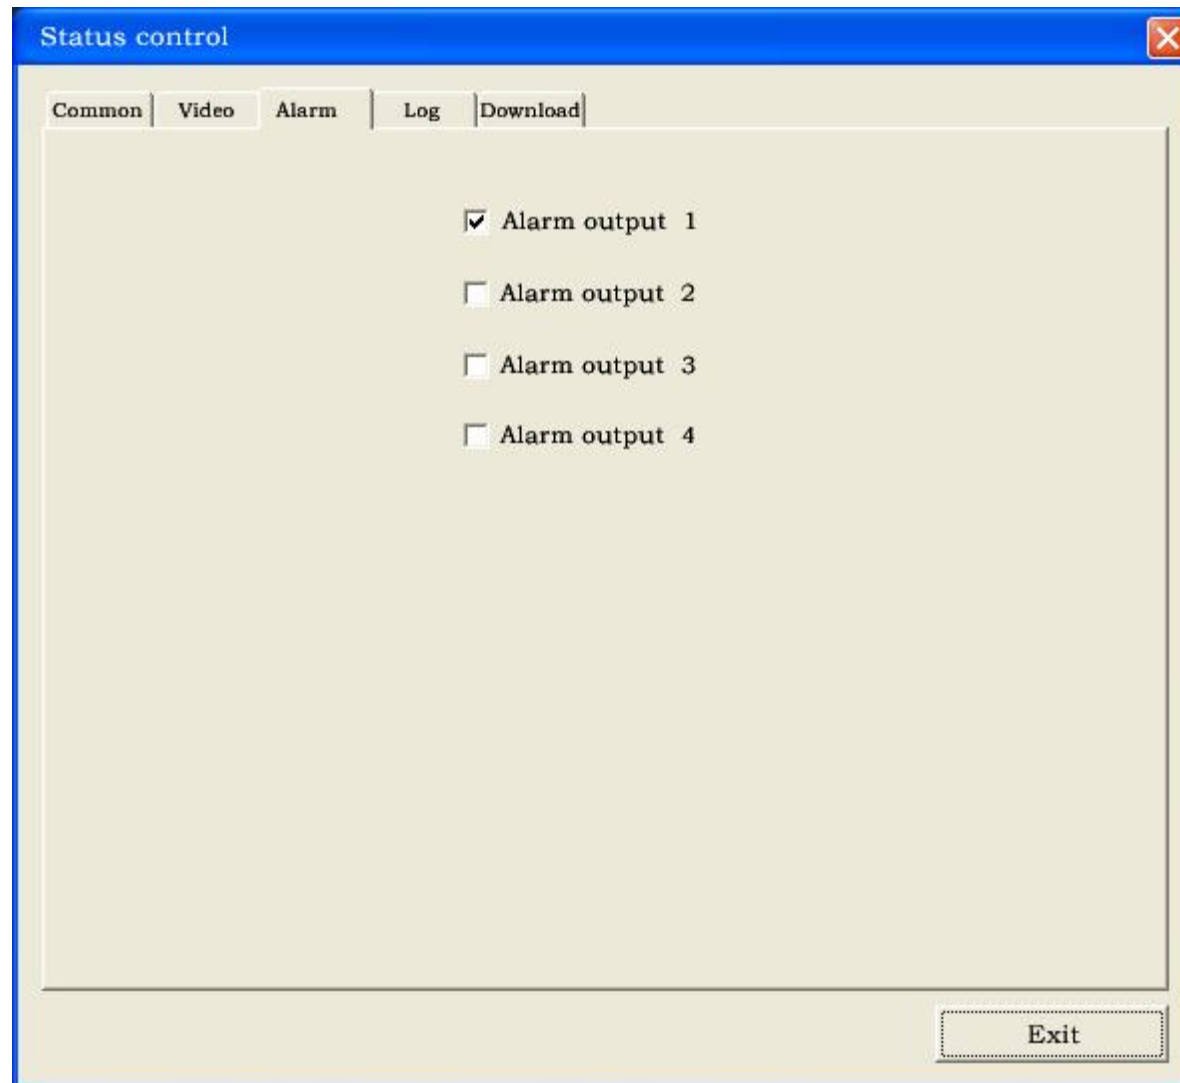 Status control
Common Video Alarm Log Download
Alarm output 1
Alarm output 2
Alarm output 3
Alarm output 4
Exit